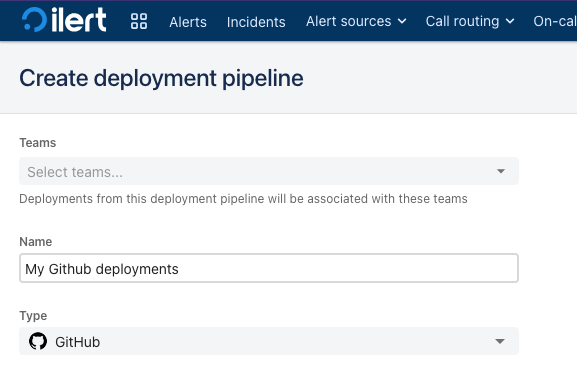 ilert
Alerts
Incidents
Alert sources
Call routing
On-cal
Create deployment pipeline
Teams
Select teams...
Deployments from this deployment pipeline will be associated with these teams
Name
My Github deployments
Type
GitHub